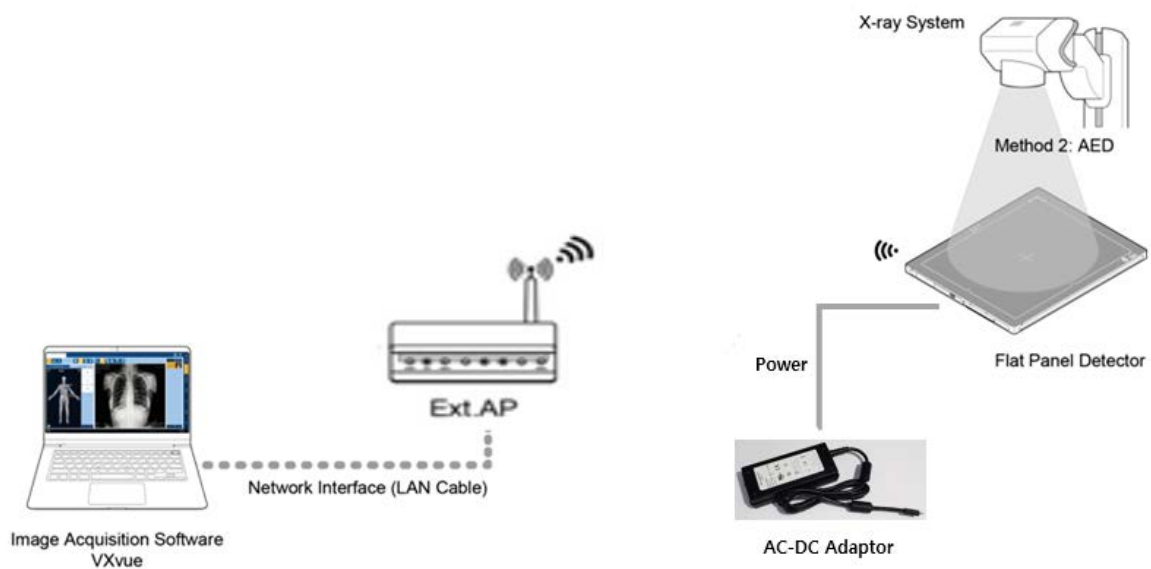 X-ray System
Method 2: AED
Flat Panel Detector
Power
AC-DC Adaptor
Ext.AP
Network Interface (LAN Cable)
Image Acquisition Software
VXvue